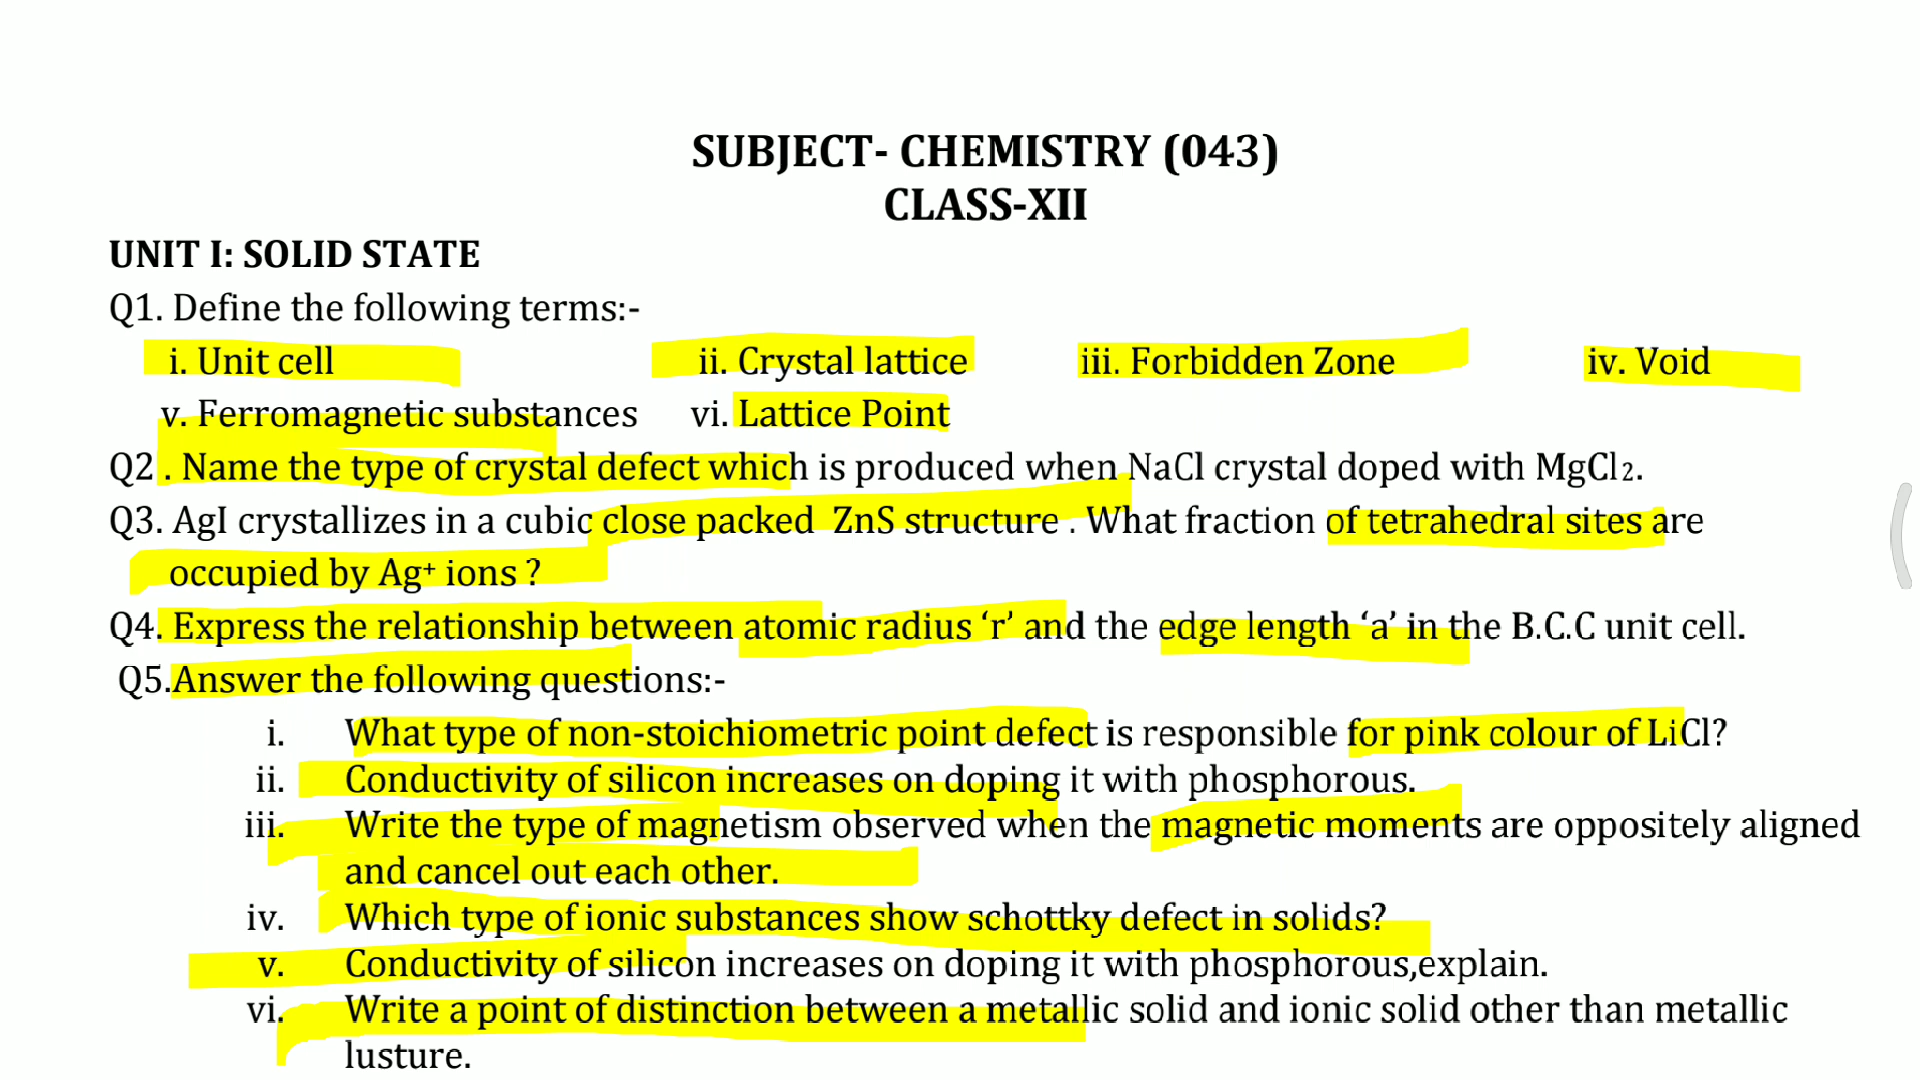 SUBJECT- CHEMISTRY (043)
CLASS-XII
UNIT I: SOLID STATE
Q1. Define the following terms:-
i. Unit cell ii. Crystal lattice iii. Forbidden Zone iv. Void
v. Ferromagnetic substances vi. Lattice Point
Q2 . Name the type of crystal defect which is produced when NaCl crystal doped with MgCl₂.
Q3. AgI crystallizes in a cubic close packed ZnS structure . What fraction of tetrahedral sites are
occupied by Ag⁺ ions ?
Q4. Express the relationship between atomic radius ‘r’ and the edge length ‘a’ in the B.C.C unit cell.
Q5.Answer the following questions:-
i. What type of non-stoichiometric point defect is responsible for pink colour of LiCl?
ii. Conductivity of silicon increases on doping it with phosphorous.
iii. Write the type of magnetism observed when the magnetic moments are oppositely aligned
and cancel out each other.
iv. Which type of ionic substances show schottky defect in solids?
v. Conductivity of silicon increases on doping it with phosphorous,explain.
vi. Write a point of distinction between a metallic solid and ionic solid other than metallic
lusture.